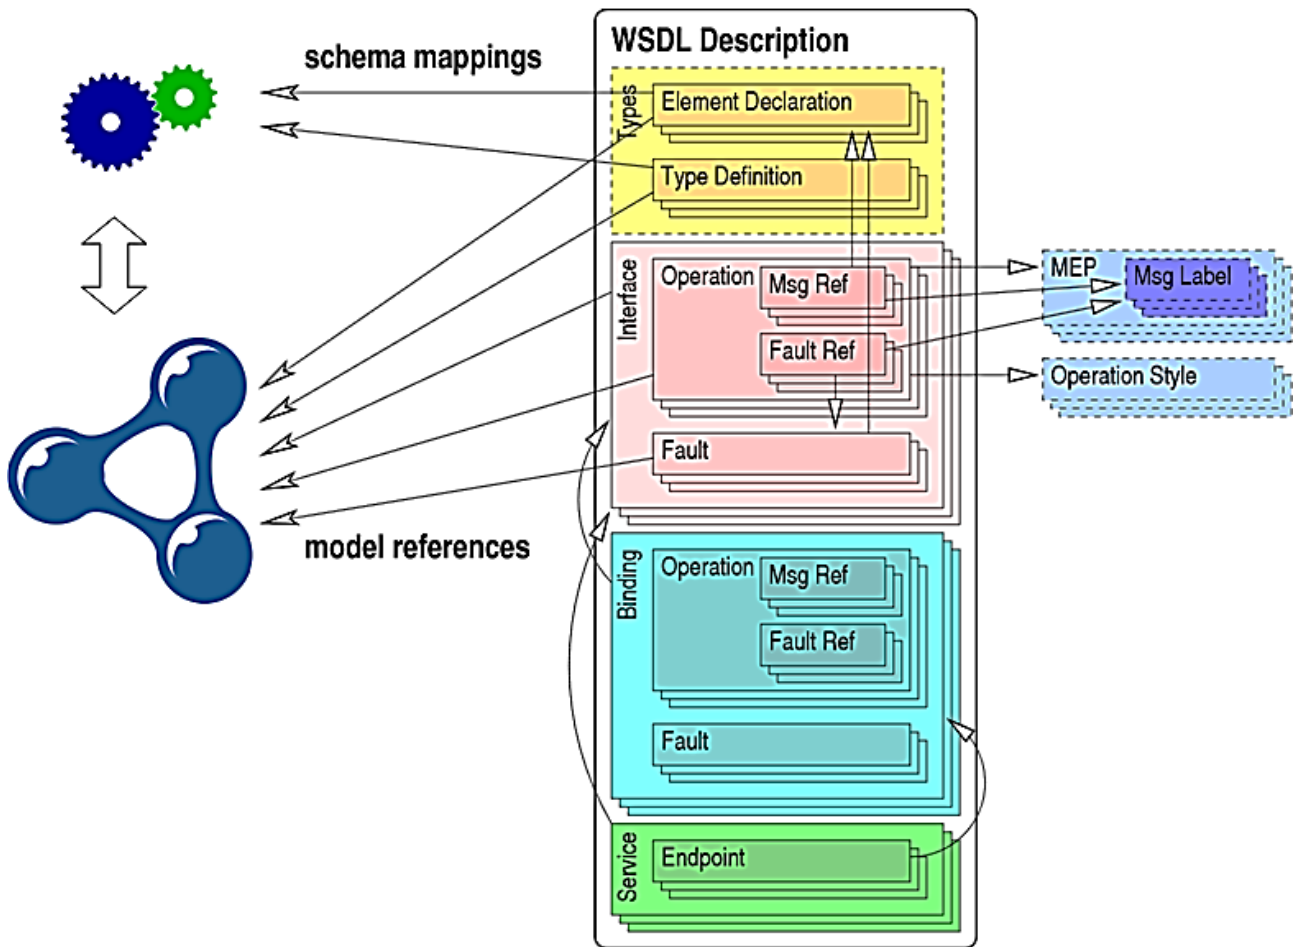 WSDL Description
schema mappings
Types
Element Declaration
Type Definition
Interface
Operation
Msg Ref
Fault Ref
Fault
MEP
Msg Label
Operation Style
model references
Binding
Operation
Msg Ref
Fault Ref
Fault
Service
Endpoint